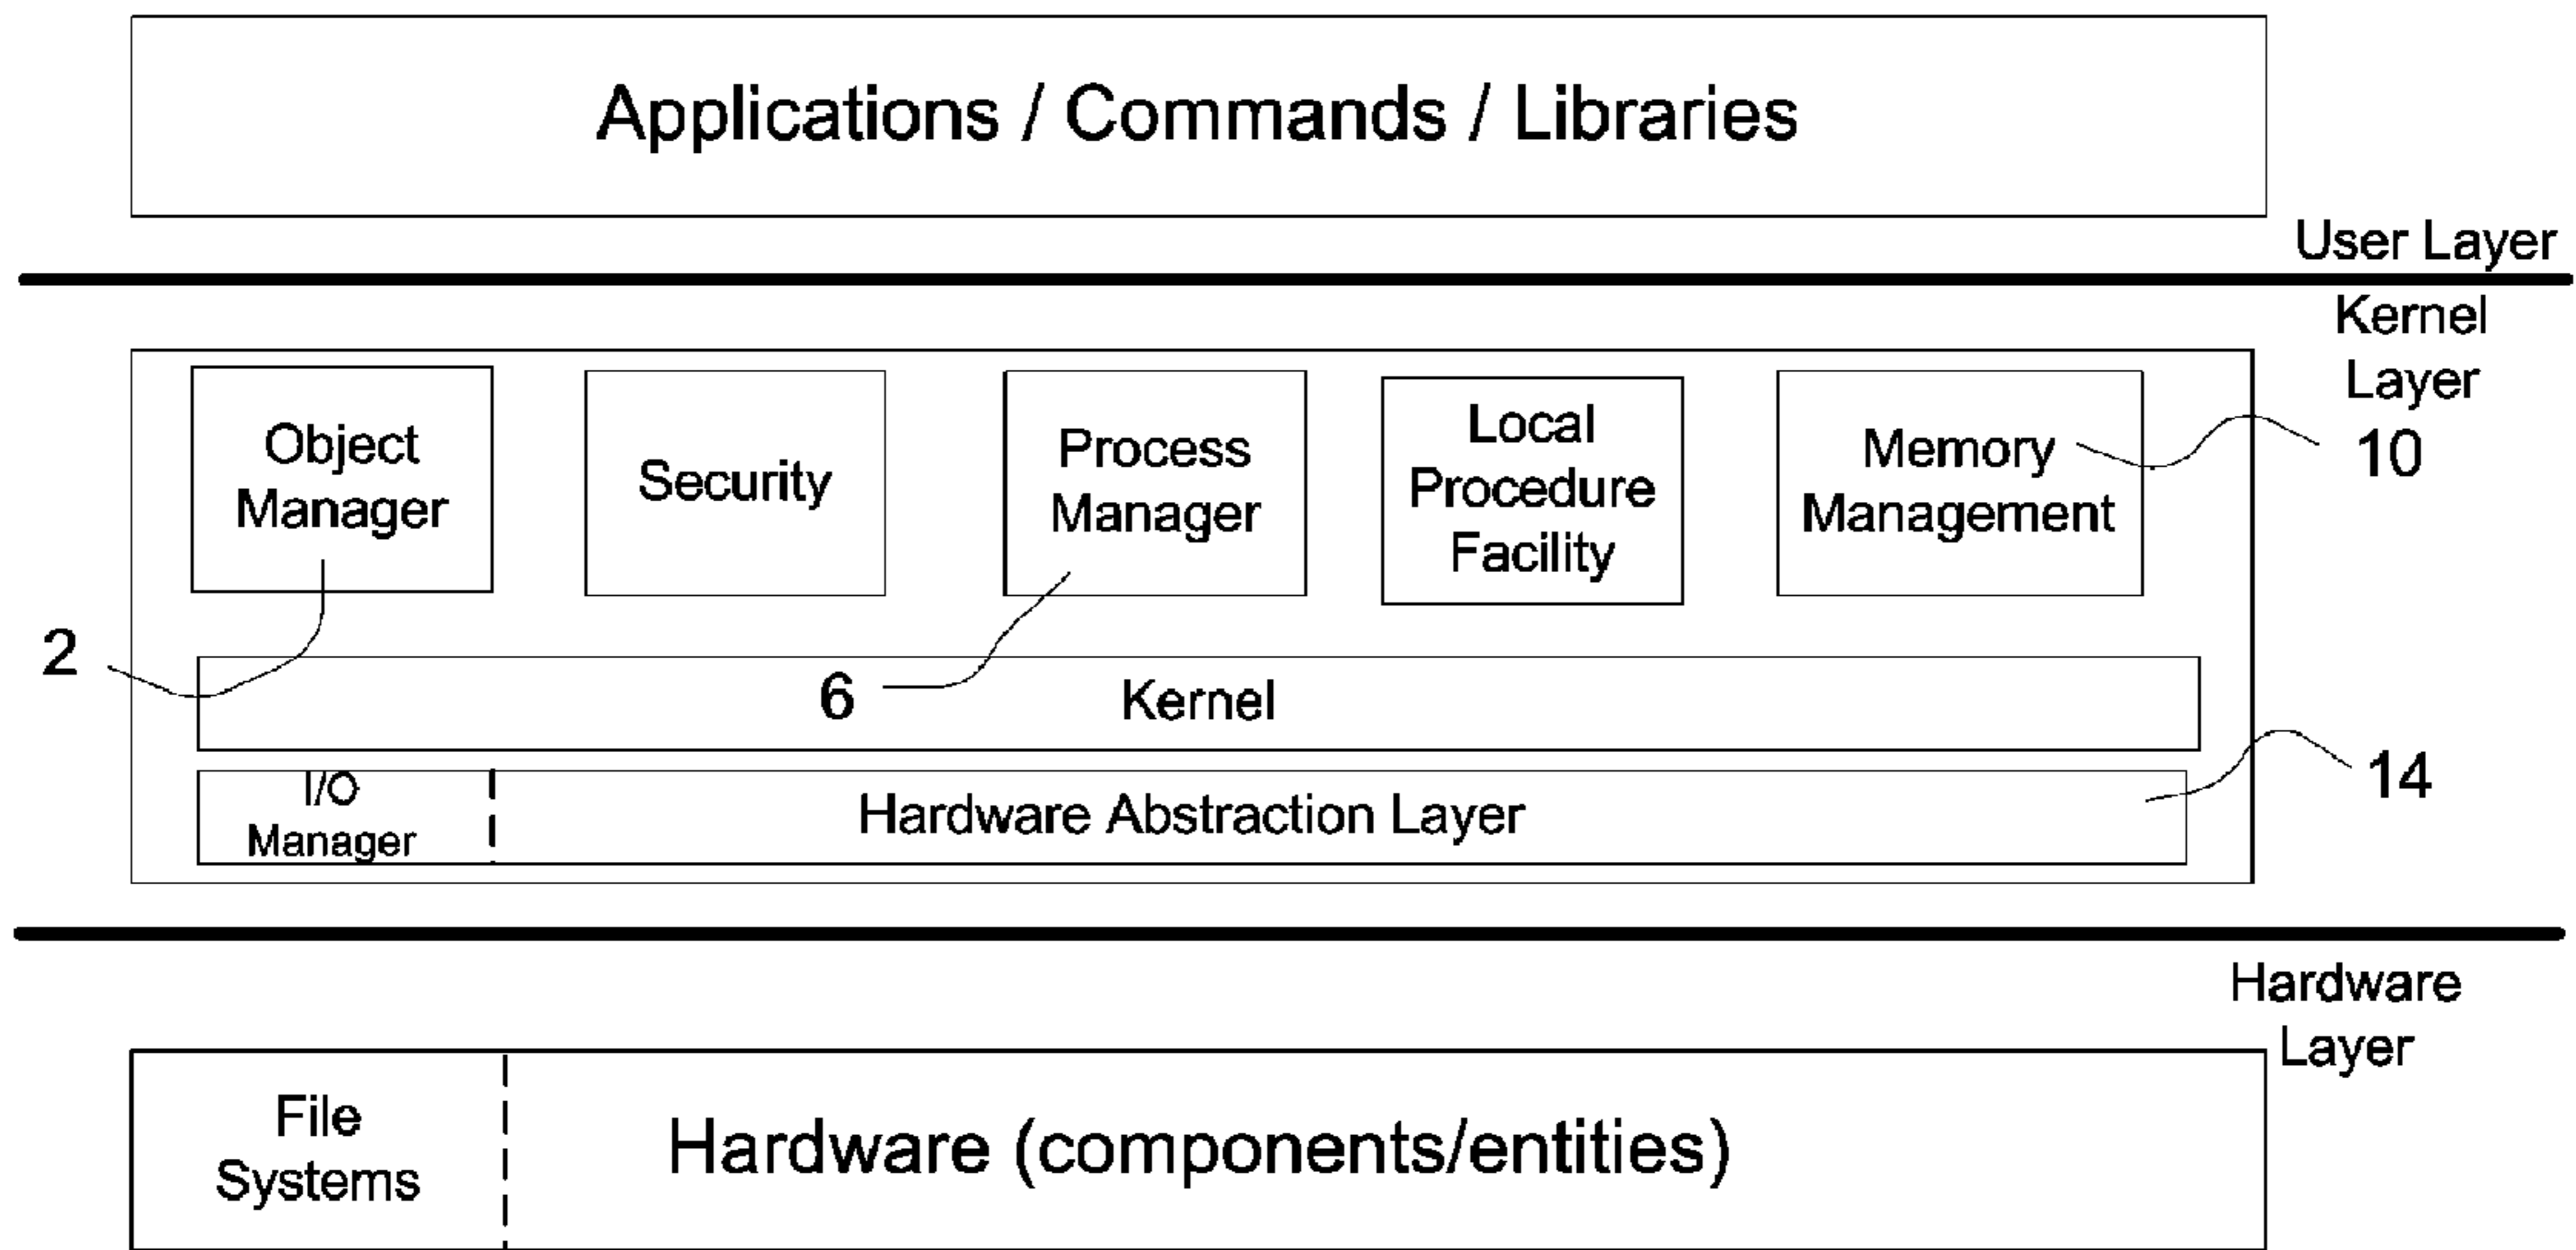 Applications / Commands / Libraries
User Layer
Kernel
Layer
Object
Manager
Security
Process
Manager
Local
Procedure
Facility
Memory
Management
10
2
6
Kernel
14
I/O
Manager
Hardware Abstraction Layer
Hardware
Layer
File
Systems
Hardware (components/entities)